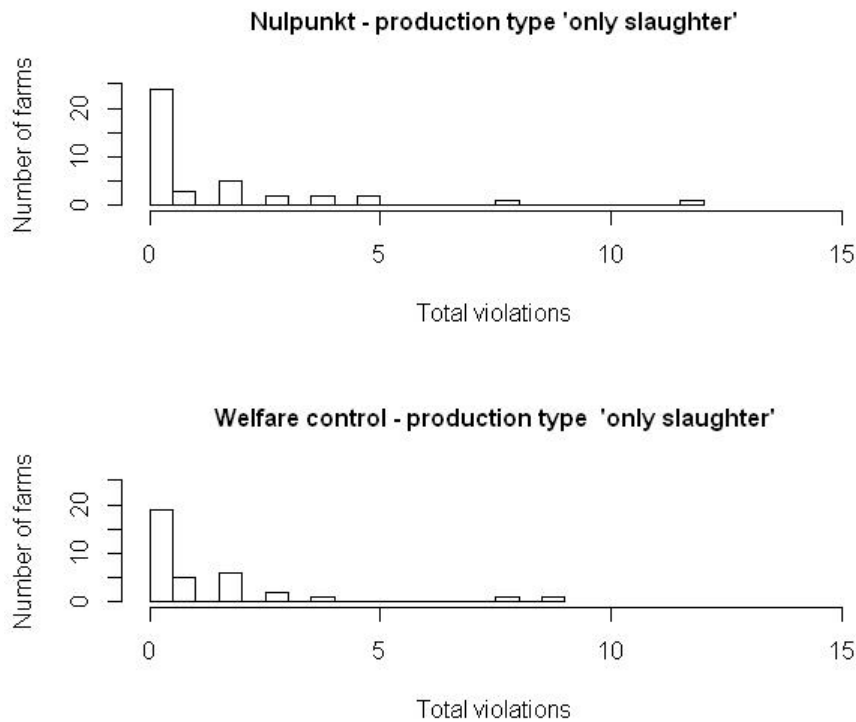 Nulpunkt - production type 'only slaughter'
Number of farms
0 10 20
0 5 10 15
Total violations
Welfare control - production type 'only slaughter'
Number of farms
0 10 20
0 5 10 15
Total violations